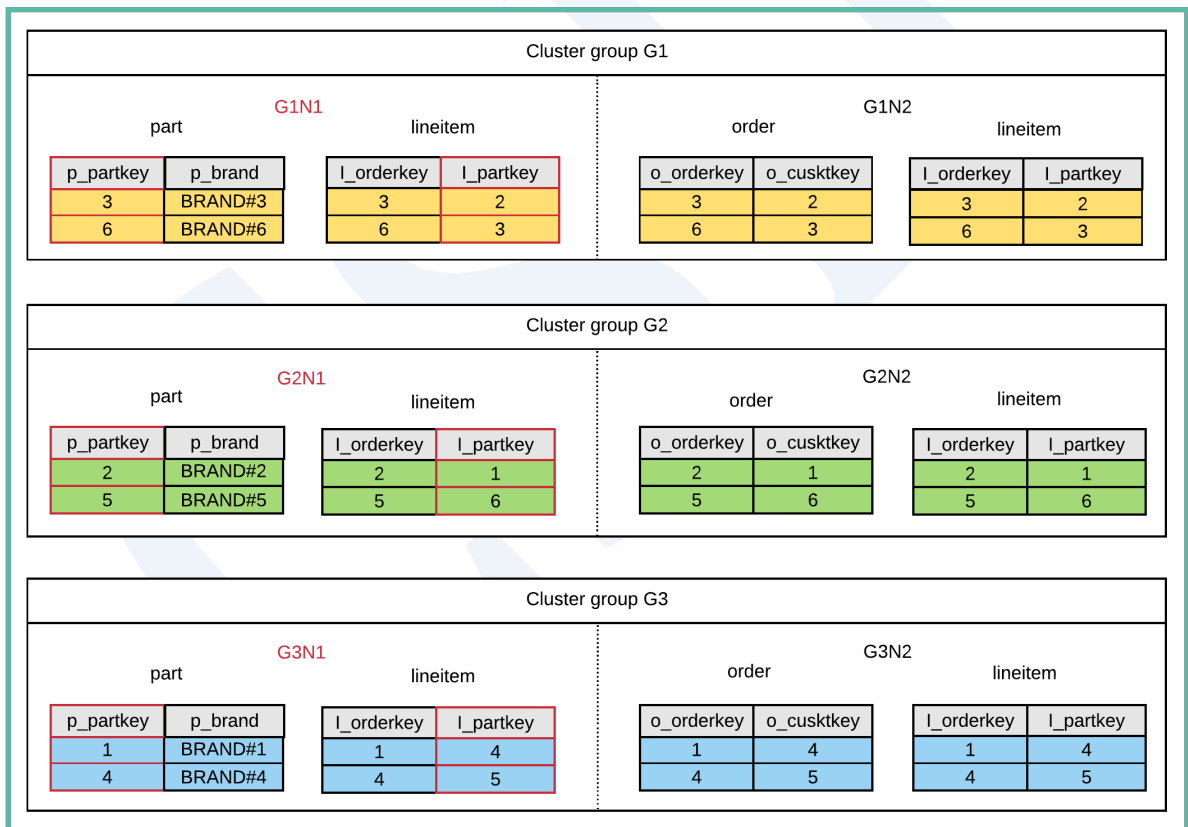 Cluster group G1
G1N1
part lineitem
p_partkey p_brand l_orderkey l_partkey
3 BRAND#3 3 2
6 BRAND#6 6 3
G1N2
order lineitem
o_orderkey o_cusktkey l_orderkey l_partkey
3 2 3 2
6 3 6 3
Cluster group G2
G2N1
part lineitem
p_partkey p_brand l_orderkey l_partkey
2 BRAND#2 2 1
5 BRAND#5 5 6
G2N2
order lineitem
o_orderkey o_cusktkey l_orderkey l_partkey
2 1 2 1
5 6 5 6
Cluster group G3
G3N1
part lineitem
p_partkey p_brand l_orderkey l_partkey
1 BRAND#1 1 4
4 BRAND#4 4 5
G3N2
order lineitem
o_orderkey o_cusktkey l_orderkey l_partkey
1 4 1 4
4 5 4 5